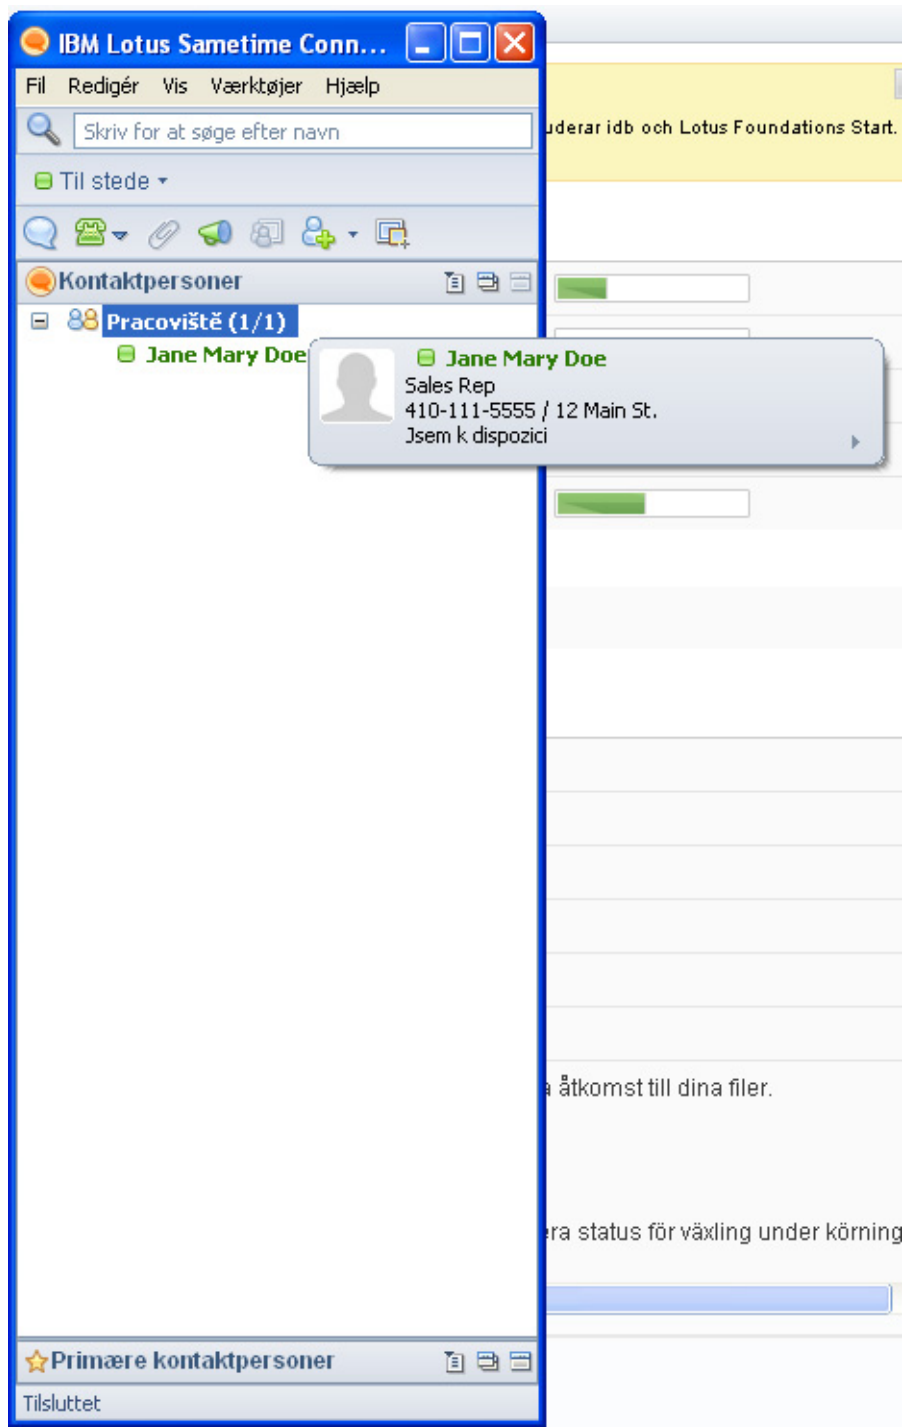 IBM Lotus Sametime Conn...
Fil Redigér Vis Værktøjer Hjælp
Skriv for at søge efter navn
Til stede
Kontaktpersoner
Pracoviště (1/1)
Jane Mary Doe
Jane Mary Doe
Sales Rep
410-111-5555 / 12 Main St.
Jsem k dispozici
Primære kontaktpersoner
Tilsluttet
idb och Lotus Foundations Start.
åtkomst till dina filer.
status för växling under körning